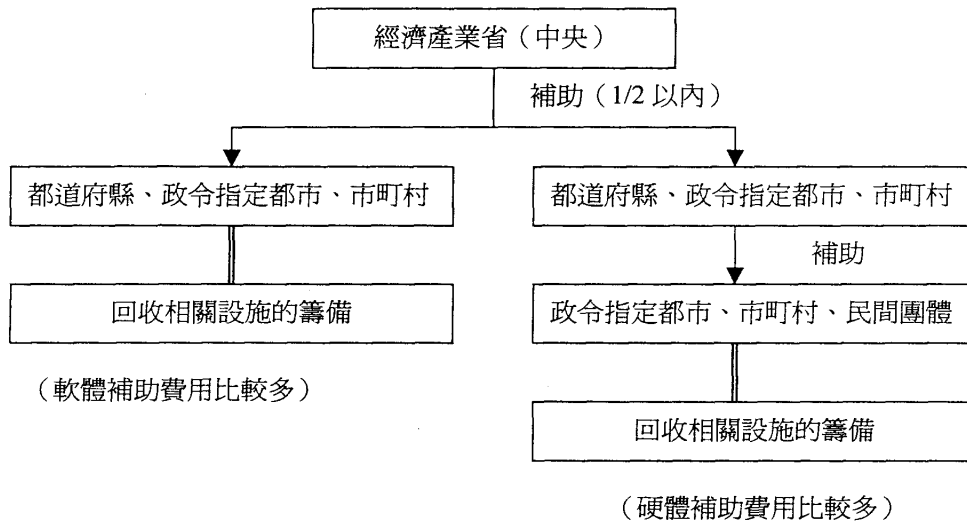 經濟產業省（中央）
補助（1/2 以內）
都道府縣、政令指定都市、市町村
都道府縣、政令指定都市、市町村
補助
回收相關設施的籌備
政令指定都市、市町村、民間團體
（軟體補助費用比較多）
回收相關設施的籌備
（硬體補助費用比較多）